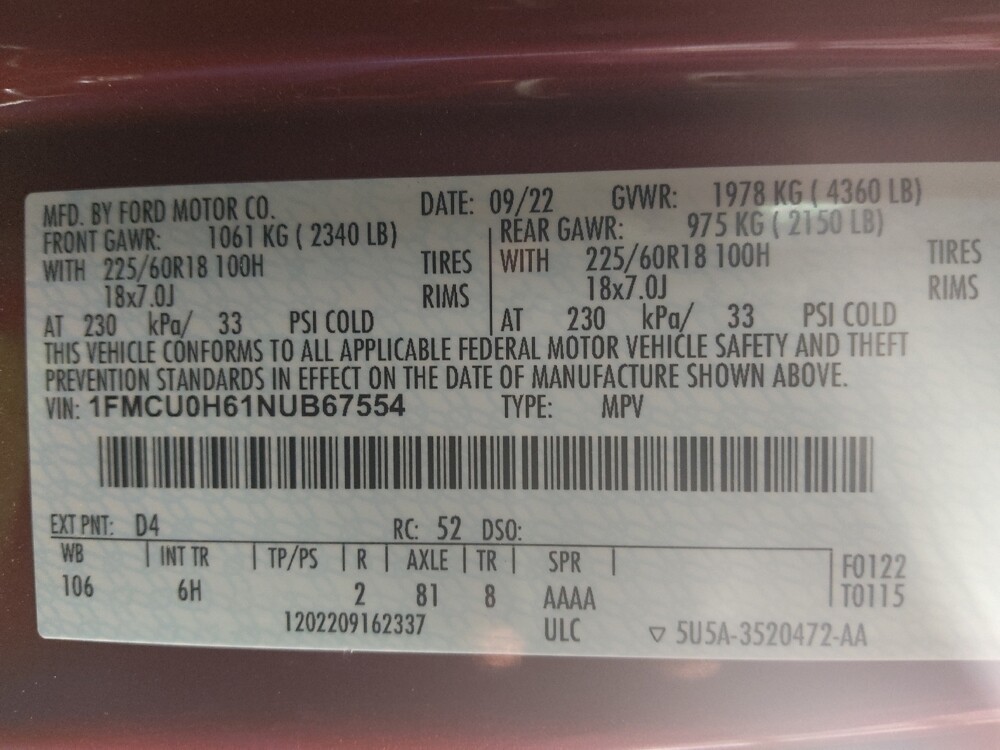 MFD. BY FORD MOTOR CO. DATE: 09/22 GVWR: 1978 KG ( 4360 LB)
FRONT GAWR: 1061 KG ( 2340 LB) REAR GAWR: 975 KG ( 2150 LB)
WITH 225/60R18 100H TIRES WITH 225/60R18 100H TIRES
18x7.0J RIMS 18x7.0J RIMS
AT 230 kPa/ 33 PSI COLD AT 230 kPa/ 33 PSI COLD
THIS VEHICLE CONFORMS TO ALL APPLICABLE FEDERAL MOTOR VEHICLE SAFETY AND THEFT
PREVENTION STANDARDS IN EFFECT ON THE DATE OF MANUFACTURE SHOWN ABOVE.
VIN: 1FMCU0H61NUB67554 TYPE: MPV
EXT PNT: D4 RC: 52 DSO:
WB INT TR TP/PS R AXLE TR SPR F0122
106 6H 2 81 8 AAAA T0115
1202209162337 ULC ▽ 5U5A-3520472-AA